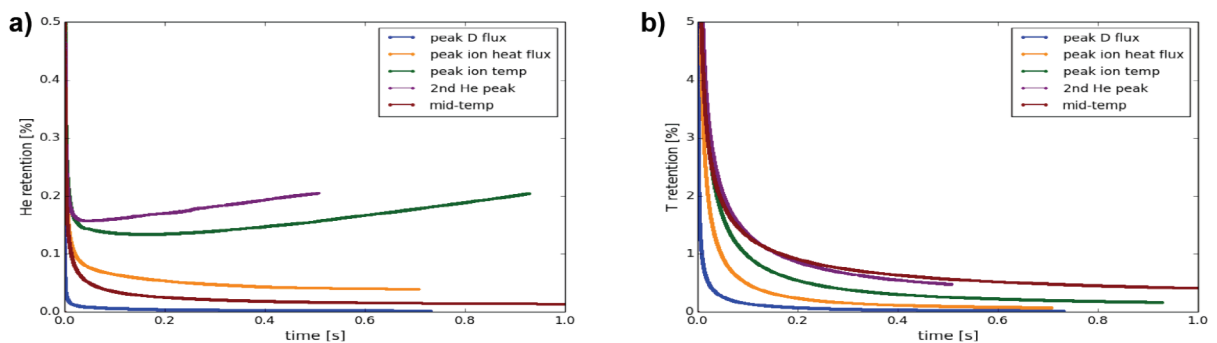 a)
He retention [%]
0.5
0.4
0.3
0.2
0.1
0.0
0.0 0.2 0.4 0.6 0.8 1.0
time [s]
peak D flux
peak ion heat flux
peak ion temp
2nd He peak
mid-temp
b)
T retention [%]
5
4
3
2
1
0
0.0 0.2 0.4 0.6 0.8 1.0
time [s]
peak D flux
peak ion heat flux
peak ion temp
2nd He peak
mid-temp